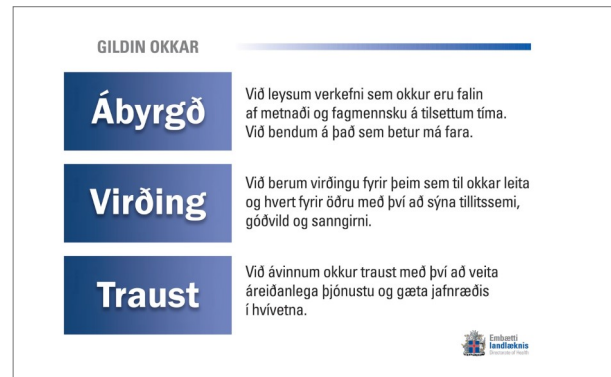 GILDIN OKKAR
Ábyrgð
Við leysum verkefni sem okkur eru falin
af metnaði og fagmennsku á tilsettum tíma.
Við bendum á það sem betur má fara.
Virðing
Við berum virðingu fyrir þeim sem til okkar leita
og hvert fyrir öðru með því að sýna tillitssemi,
góðvild og sanngirni.
Traust
Við ávinnum okkur traust með því að veita
áreiðanlega þjónustu og gæta jafnræðis
í hvívetna.
Embætti
landlæknis
Directorate of Health